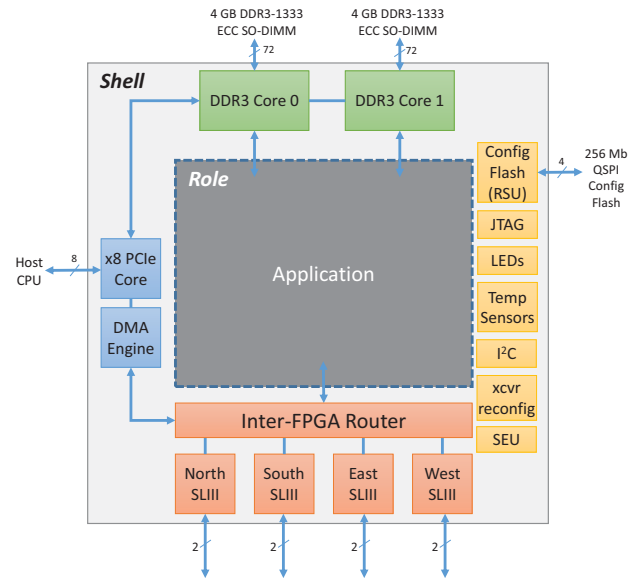 4 GB DDR3-1333
ECC SO-DIMM
4 GB DDR3-1333
ECC SO-DIMM
72
72
Shell
DDR3 Core 0
DDR3 Core 1
Role
Config
Flash
(RSU)
4
256 Mb
QSPI
Config
Flash
JTAG
Host
CPU
8
x8 PCIe
Core
LEDs
Application
Temp
Sensors
DMA
Engine
I²C
xcvr
reconfig
Inter-FPGA Router
SEU
North
SLIII
South
SLIII
East
SLIII
West
SLIII
2
2
2
2